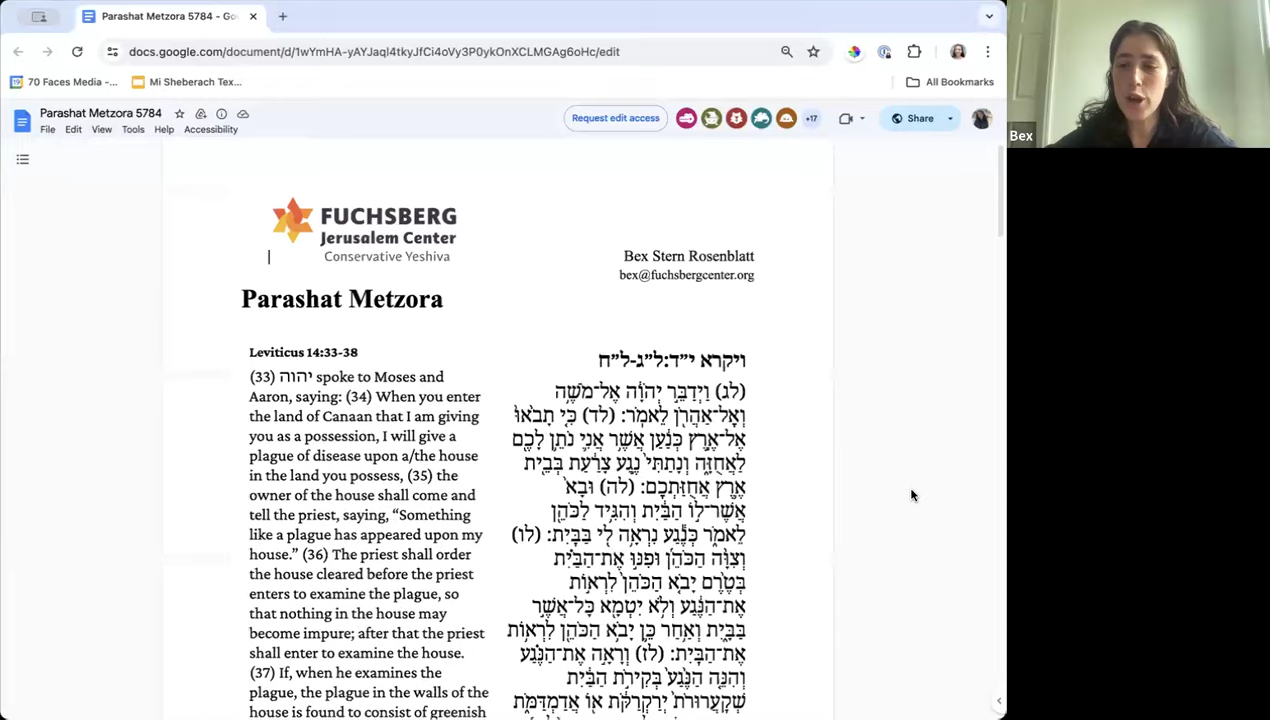 Parashat Metzora 5784 - Go
docs.google.com/document/d/1wYmHA-yAYJaql4tkyJfCi4oVy3P0ykOnXCLMGAg6oHc/edit
70 Faces Media -...
Mi Sheberach Tex...
All Bookmarks
Parashat Metzora 5784
File Edit View Tools Help Accessibility
Request edit access
+17
Share
Bex
FUCHSBERG
Jerusalem Center
Conservative Yeshiva
Bex Stern Rosenblatt
bex@fuchsbergcenter.org
Parashat Metzora
Leviticus 14:33-38
(33) יהוה spoke to Moses and
Aaron, saying: (34) When you enter
the land of Canaan that I am giving
you as a possession, I will give a
plague of disease upon a/the house
in the land you possess, (35) the
owner of the house shall come and
tell the priest, saying, “Something
like a plague has appeared upon my
house.” (36) The priest shall order
the house cleared before the priest
enters to examine the plague, so
that nothing in the house may
become impure; after that the priest
shall enter to examine the house.
(37) If, when he examines the
plague, the plague in the walls of the
house is found to consist of greenish
ויקרא י״ד:ל״ג-ל״ח
(לג) וַיְדַבֵּ֣ר יְהֹוָ֔ה אֶל־מֹשֶׁ֥ה
וְאֶֽל־אַהֲרֹ֖ן לֵאמֹֽר׃ (לד) כִּ֤י תָבֹ֙אוּ֙
אֶל־אֶ֣רֶץ כְּנַ֔עַן אֲשֶׁ֥ר אֲנִ֛י נֹתֵ֥ן לָכֶ֖ם
לַאֲחֻזָּ֑ה וְנָתַתִּי֙ נֶ֣גַע צָרַ֔עַת בְּבֵ֖ית
אֶ֥רֶץ אֲחֻזַּתְכֶֽם׃ (לה) וּבָא֙
אֲשֶׁר־ל֣וֹ הַבַּ֔יִת וְהִגִּ֥יד לַכֹּהֵ֖ן
לֵאמֹ֑ר כְּנֶ֕גַע נִרְאָ֥ה לִ֖י בַּבָּֽיִת׃ (לו)
וְצִוָּ֨ה הַכֹּהֵ֜ן וּפִנּ֣וּ אֶת־הַבַּ֗יִת
בְּטֶ֨רֶם יָבֹ֤א הַכֹּהֵן֙ לִרְא֣וֹת
אֶת־הַנֶּ֔גַע וְלֹ֥א יִטְמָ֖א כׇּל־אֲשֶׁ֣ר
בַּבָּ֑יִת וְאַ֥חַר כֵּ֛ן יָבֹ֥א הַכֹּהֵ֖ן לִרְא֥וֹת
אֶת־הַבָּֽיִת׃ (לז) וְרָאָ֣ה אֶת־הַנֶּ֗גַע
וְהִנֵּ֤ה הַנֶּ֙גַע֙ בְּקִירֹ֣ת הַבַּ֔יִת
שְׁקַֽעֲרוּרֹת֙ יְרַקְרַקֹּ֔ת א֖וֹ אֲדַמְדַּמֹּ֑ת